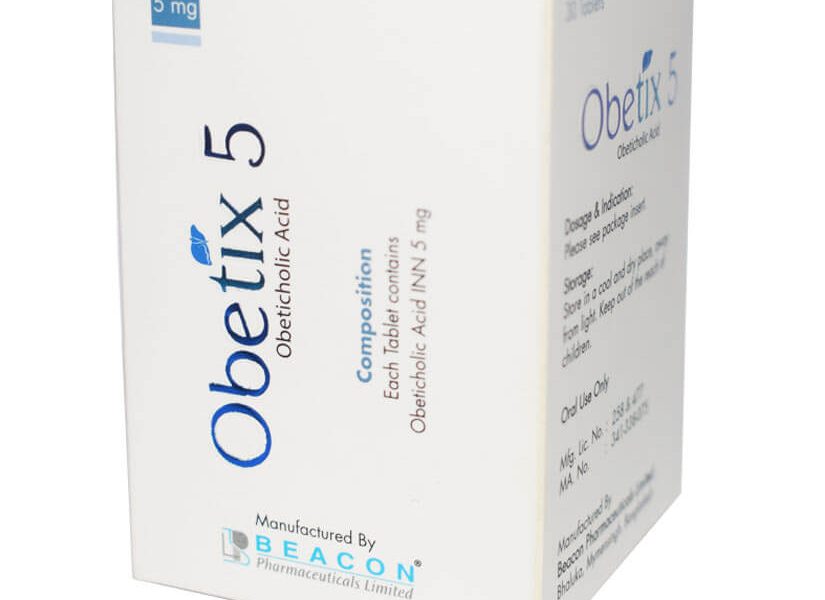 5 mg
Obetix 5
Obeticholic Acid
Composition
Each Tablet contains
Obeticholic Acid INN 5 mg
Manufactured By
BEACON®
Pharmaceuticals Limited
Tablets
Obetix 5
Obeticholic Acid
Dosage & Indication:
Please see package insert.
Storage:
Store in a cool and dry place, away
from light. Keep out of the reach of
children.
Oral Use Only
Mfg. Lic. No. :
MA. No. :
Manufactured By
Beacon Pharmaceuticals Limited
Bhaluka, Mymensingh, Bangladesh